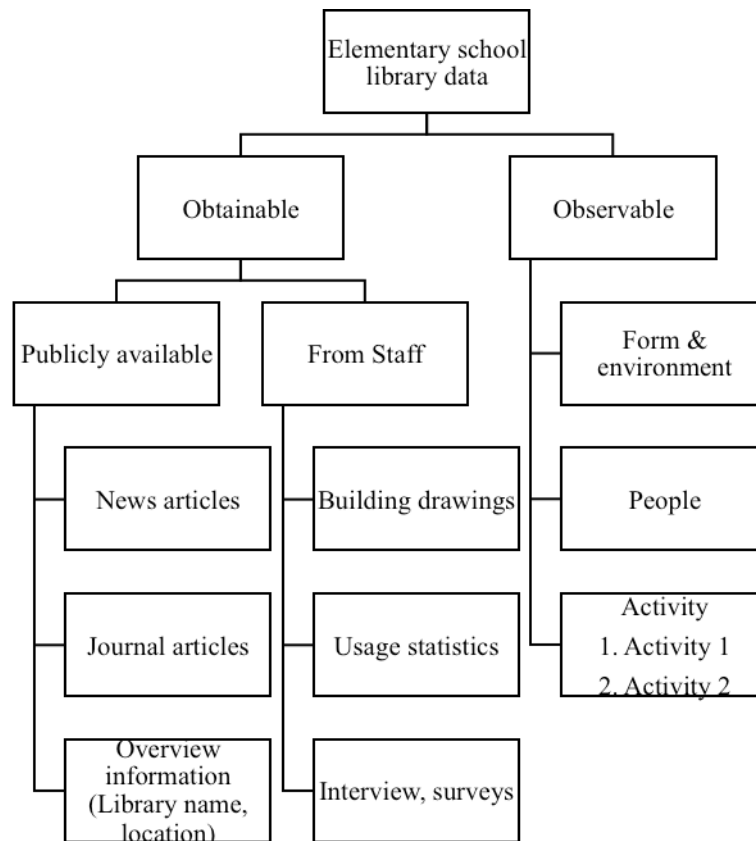 Elementary school
library data
Obtainable
Observable
Publicly available
From Staff
Form &
environment
News articles
Building drawings
People
Journal articles
Usage statistics
Activity
1. Activity 1
2. Activity 2
Overview
information
(Library name,
location)
Interview, surveys